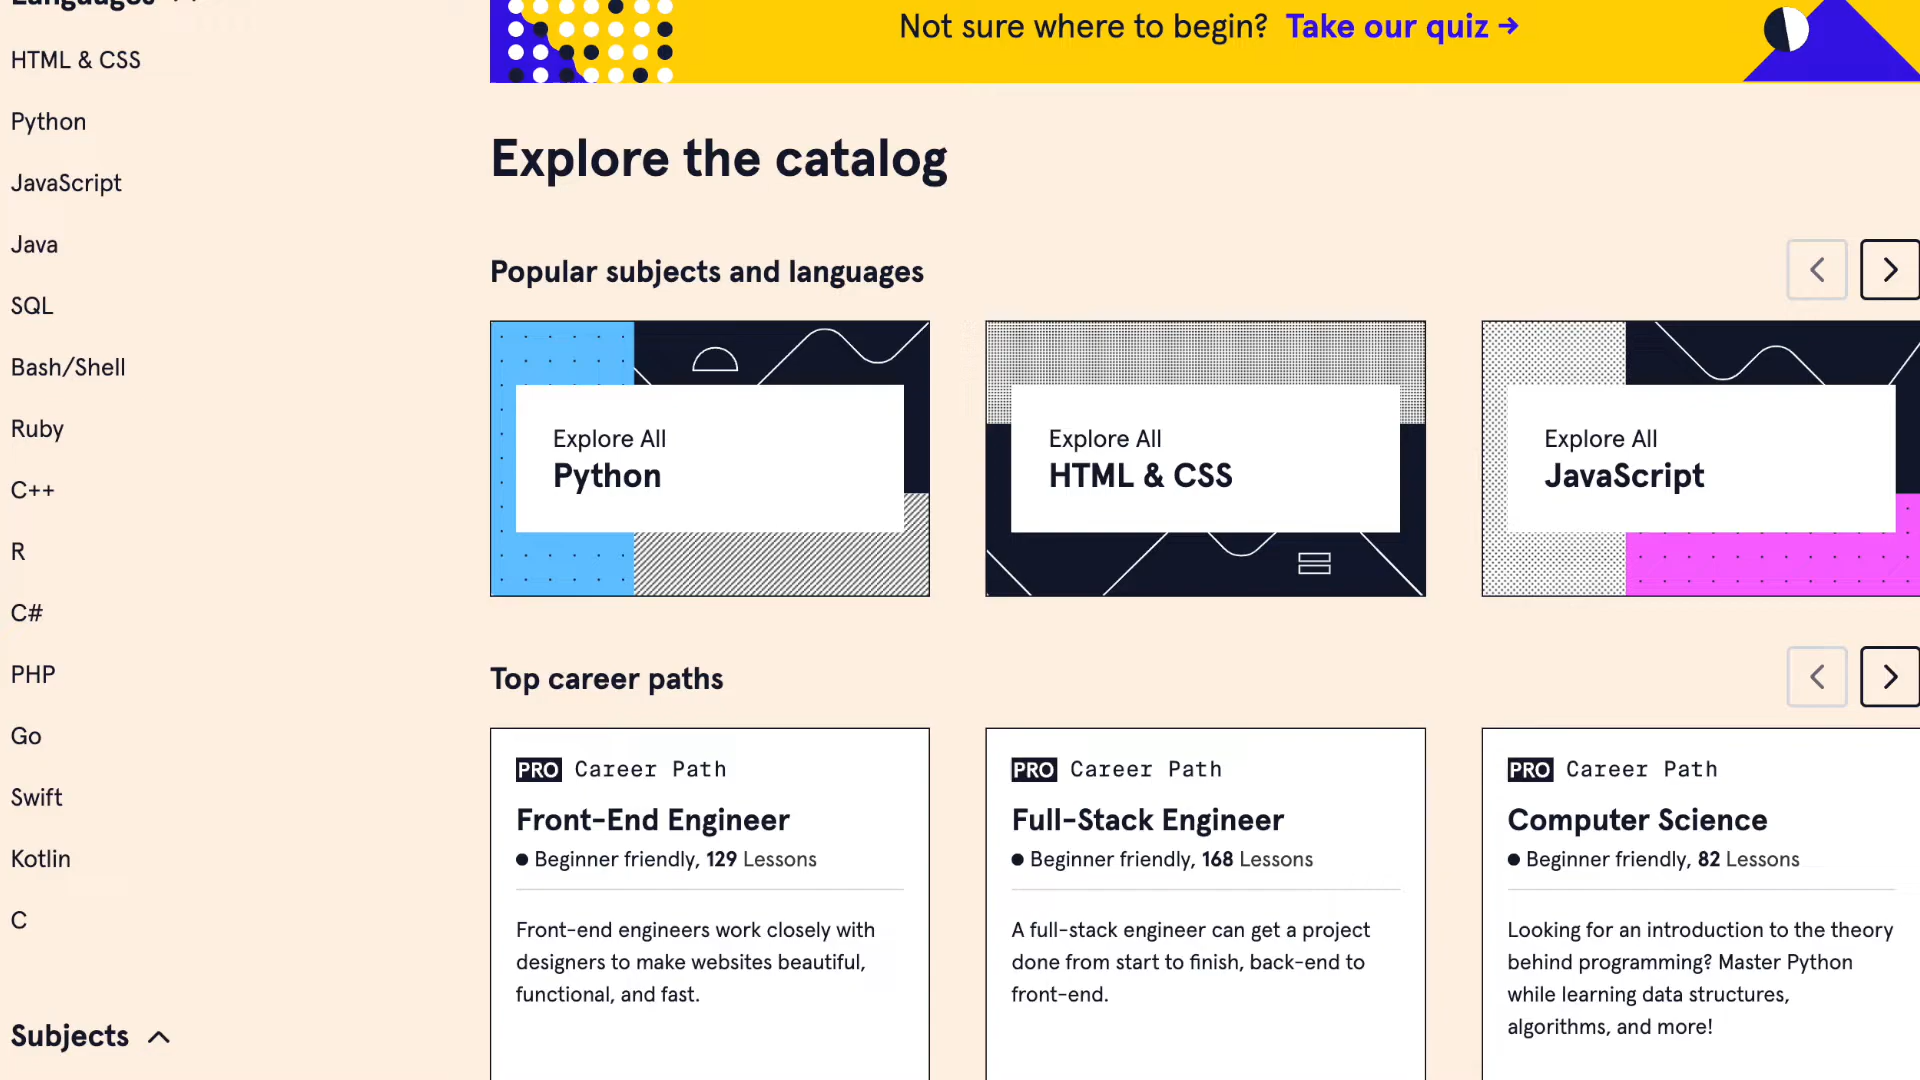 Languages
HTML & CSS
Python
JavaScript
Java
SQL
Bash/Shell
Ruby
C++
R
C#
PHP
Go
Swift
Kotlin
C
Subjects
Not sure where to begin? Take our quiz →
Explore the catalog
Popular subjects and languages
Explore All
Python
Explore All
HTML & CSS
Explore All
JavaScript
Top career paths
PRO Career Path
Front-End Engineer
Beginner friendly, 129 Lessons
Front-end engineers work closely with
designers to make websites beautiful,
functional, and fast.
PRO Career Path
Full-Stack Engineer
Beginner friendly, 168 Lessons
A full-stack engineer can get a project
done from start to finish, back-end to
front-end.
PRO Career Path
Computer Science
Beginner friendly, 82 Lessons
Looking for an introduction to the theory
behind programming? Master Python
while learning data structures,
algorithms, and more!